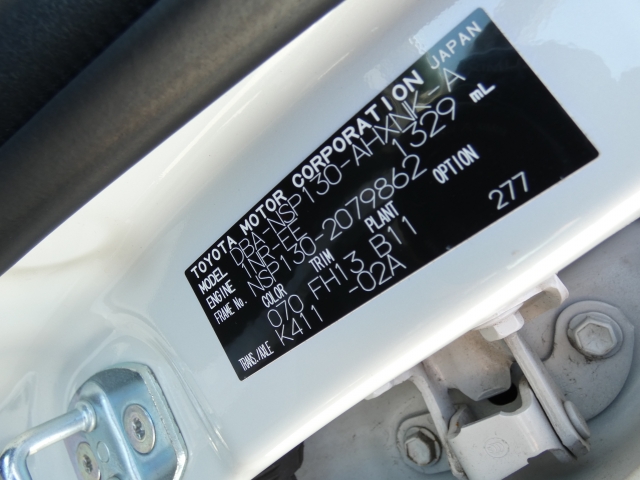 TOYOTA MOTOR CORPORATION JAPAN
MODEL DBA-NSP130-AHXNK-A
ENGINE 1NR-FE 1329 mL
FRAME No. NSP130-2079862
COLOR TRIM PLANT OPTION
070 FH13 B11 277
TRANS./AXLE K411 -02A